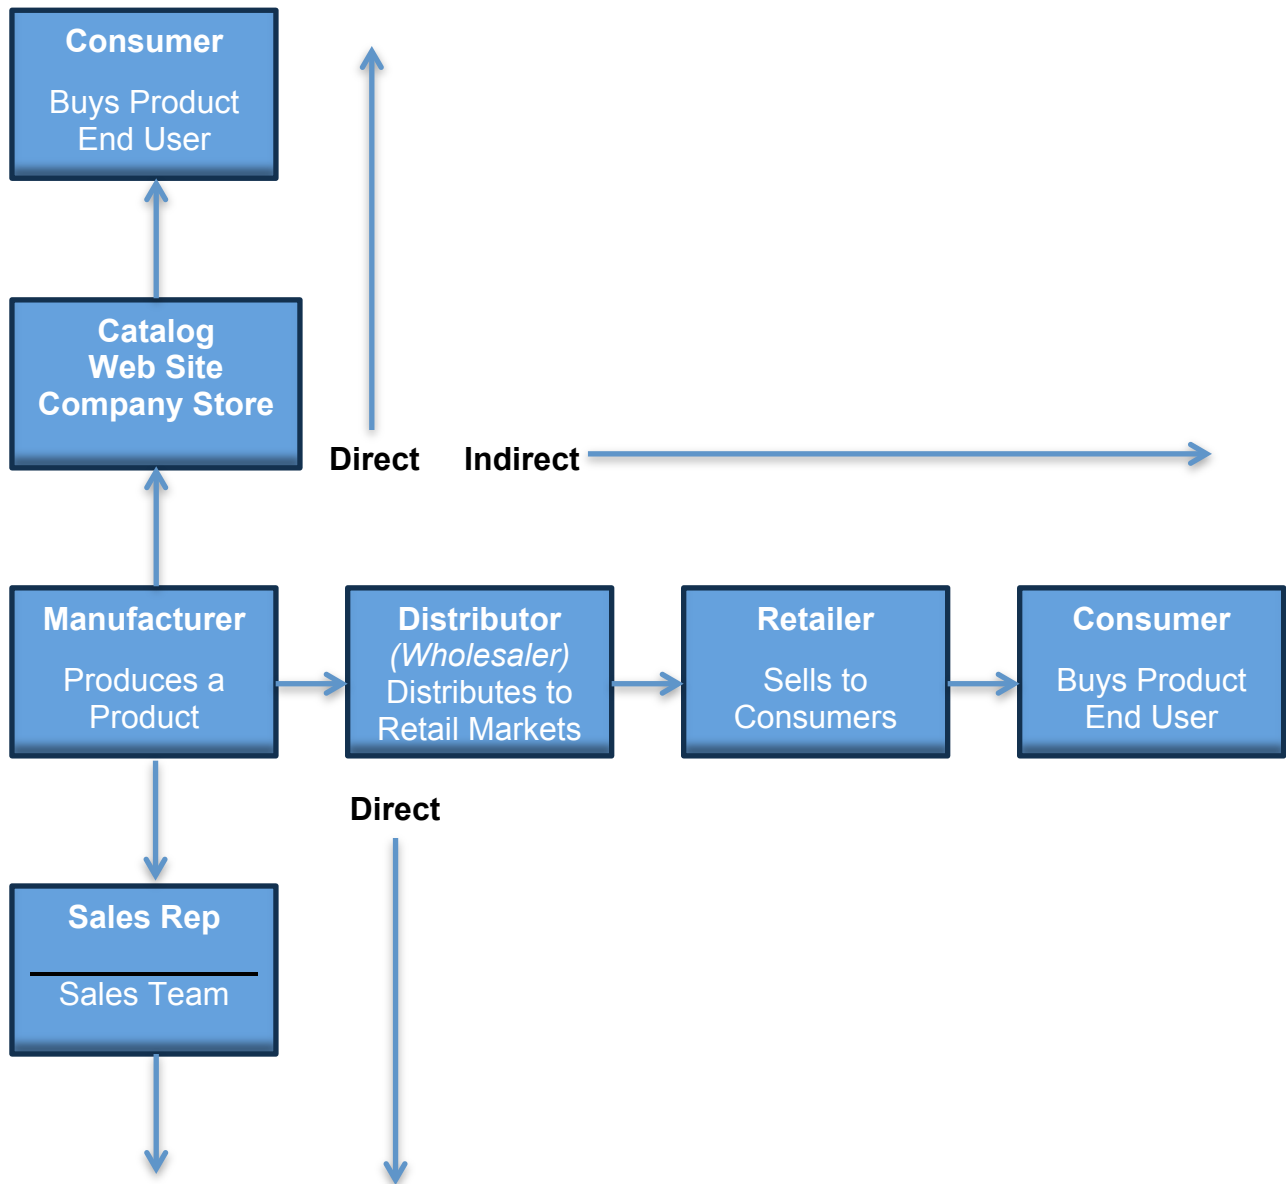 Consumer
Buys Product
End User
Catalog
Web Site
Company Store
Direct
Indirect
Manufacturer
Produces a
Product
Distributor
(Wholesaler)
Distributes to
Retail Markets
Retailer
Sells to
Consumers
Consumer
Buys Product
End User
Direct
Sales Rep
Sales Team